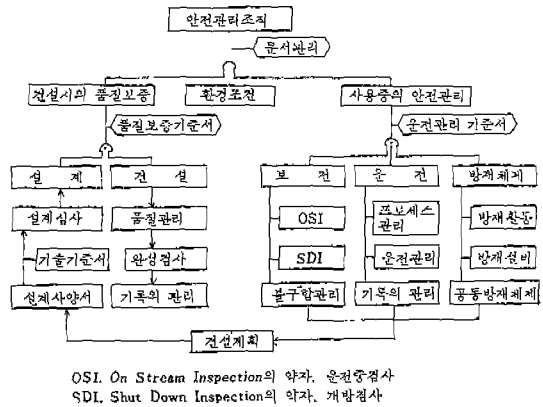 안전관리조직
문서관리
건설시의 품질보증
환경조건
사용중의 안전관리
품질보증기준서
운전관리 기준서
설 계
건 설
보 전
운 전
방재체제
설계심사
품질관리
OSI
프로세스 관리
방재활동
기술기준서
완성검사
SDI
운전관리
방재설비
설계사양서
기록의 관리
불구합관리
기록의 관리
공동방재체제
건설계획
OSI. On Stream Inspection의 약자, 운전중검사
SDI. Shut Down Inspection의 약자, 개방검사